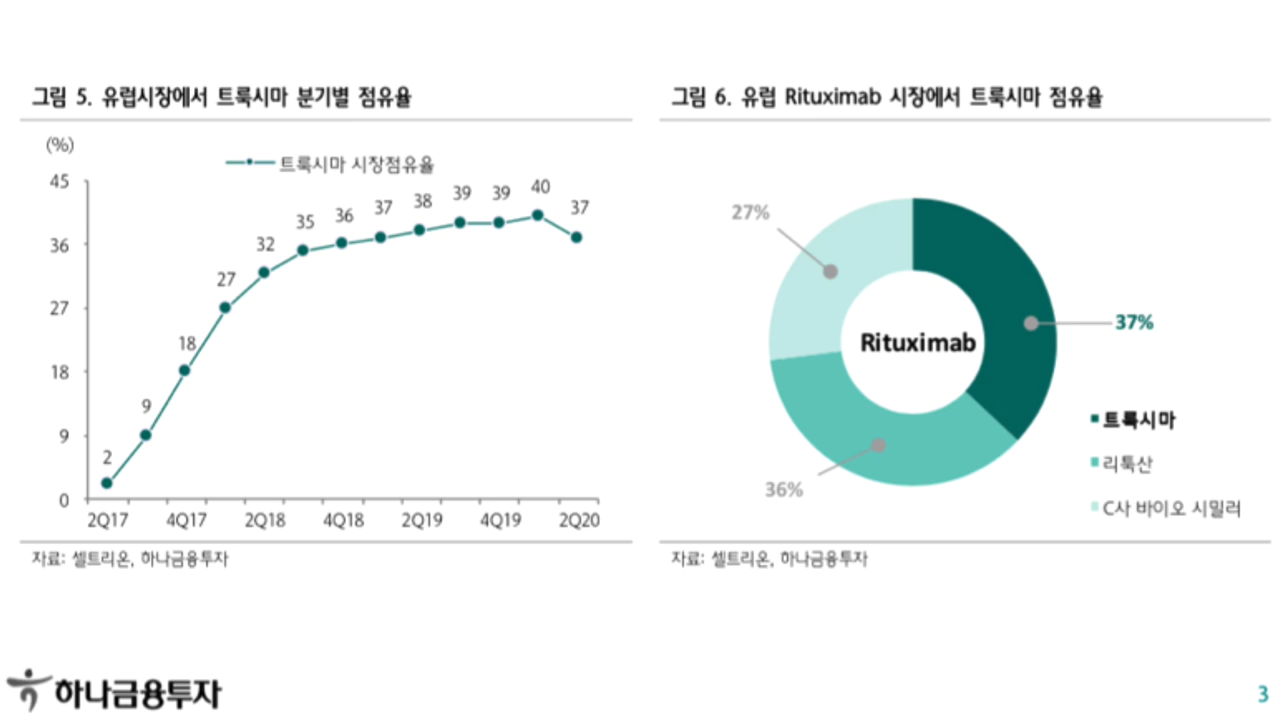 그림 5. 유럽시장에서 트룩시마 분기별 점유율
(%)
트룩시마 시장점유율
45
36
27
18
9
0
2
9
18
27
32
35
36
37
38
39
39
40
37
2Q17 4Q17 2Q18 4Q18 2Q19 4Q19 2Q20
자료: 셀트리온, 하나금융투자
그림 6. 유럽 Rituximab 시장에서 트룩시마 점유율
27%
37%
36%
Rituximab
트룩시마
리툭산
C사 바이오 시밀러
자료: 셀트리온, 하나금융투자
하나금융투자
3